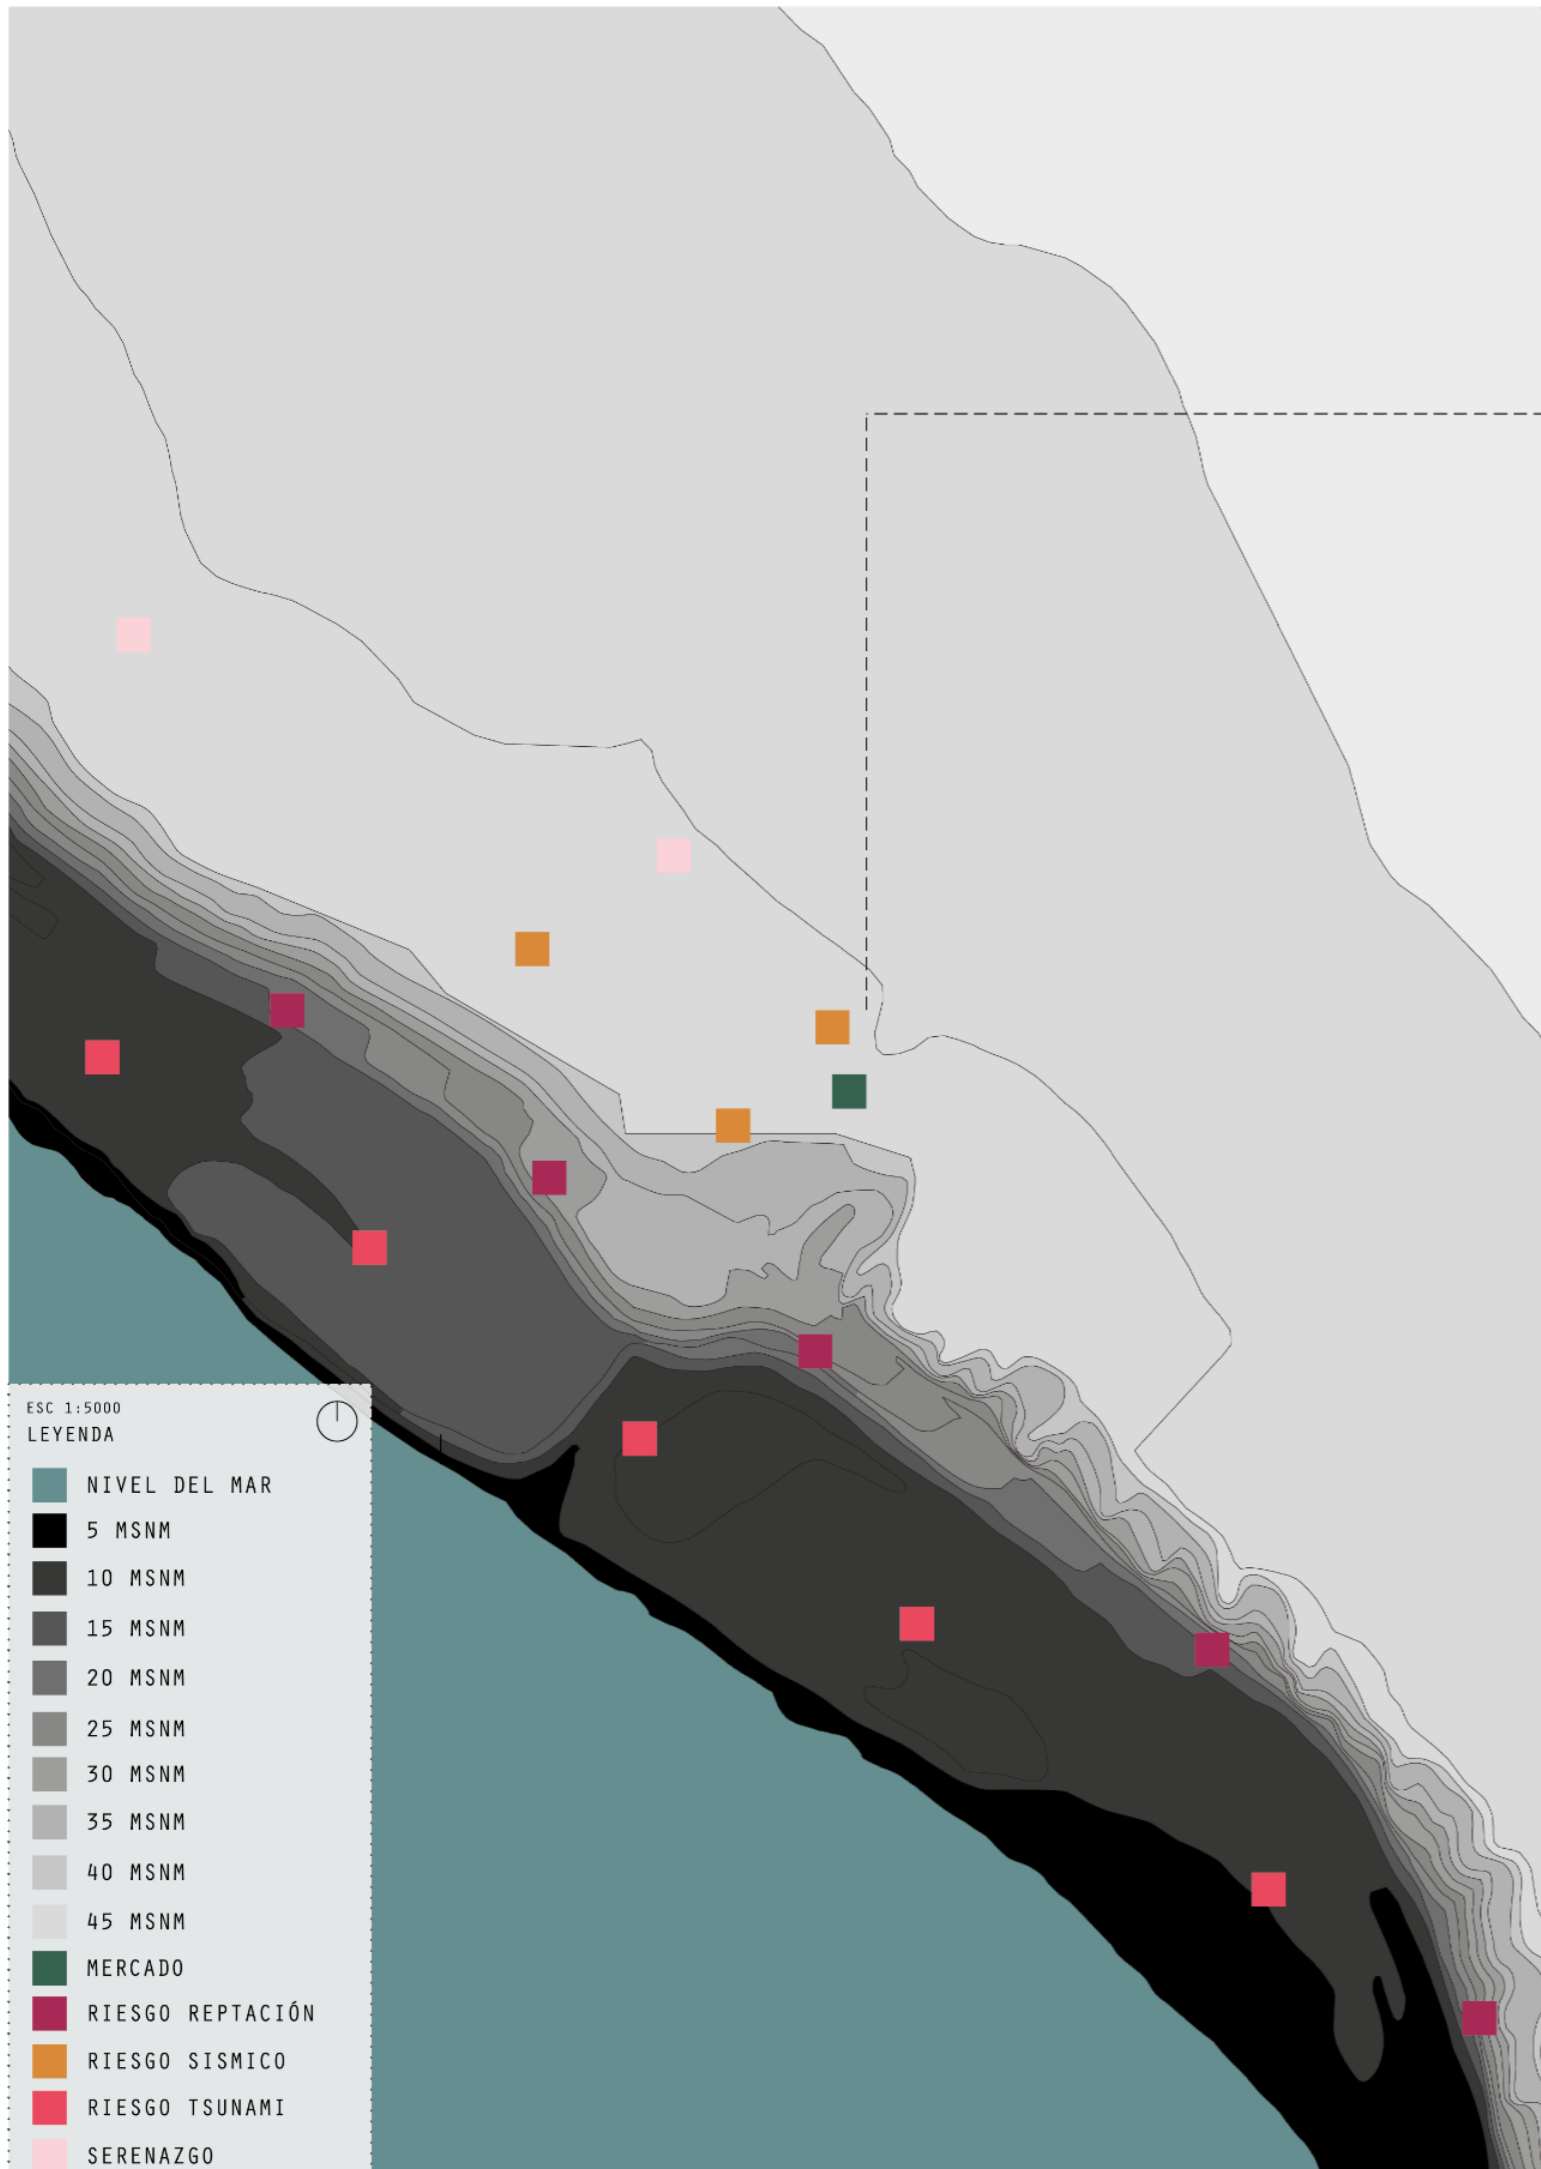 ESC 1:5000
LEYENDA
NIVEL DEL MAR
5 MSNM
10 MSNM
15 MSNM
20 MSNM
25 MSNM
30 MSNM
35 MSNM
40 MSNM
45 MSNM
MERCADO
RIESGO REPTACIÓN
RIESGO SISMICO
RIESGO TSUNAMI
SERENAZGO